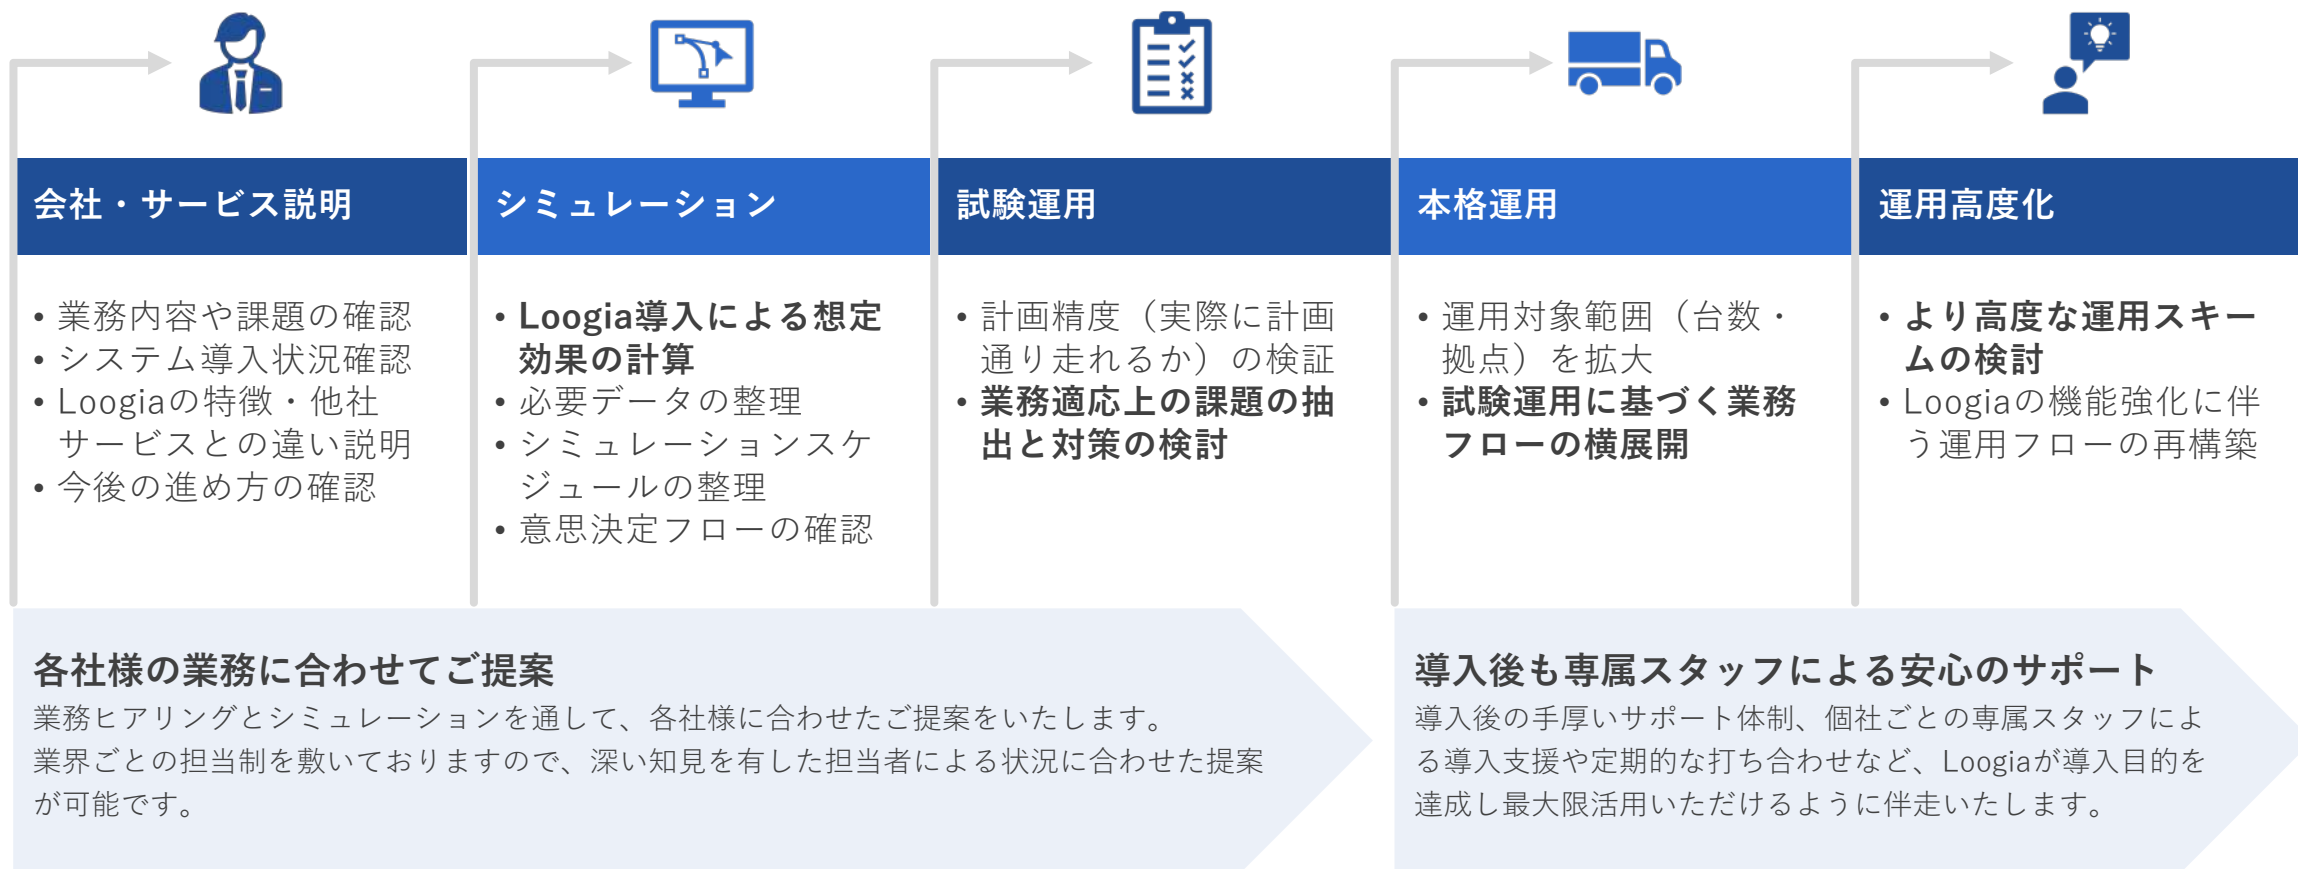 会社・サービス説明
・業務内容や課題の確認
・システム導入状況確認
・Loogiaの特徴・他社
サービスとの違い説明
・今後の進め方の確認
シミュレーション
・Loogia導入による想定
効果の計算
・必要データの整理
・シミュレーションスケ
ジュールの整理
・意思決定フローの確認
試験運用
・計画精度（実際に計画
通り走れるか）の検証
・業務適応上の課題の抽
出と対策の検討
本格運用
・運用対象範囲（台数・
拠点）を拡大
・試験運用に基づく業務
フローの横展開
運用高度化
・より高度な運用スキー
ムの検討
・Loogiaの機能強化に伴
う運用フローの再構築
各社様の業務に合わせてご提案
業務ヒアリングとシミュレーションを通して、各社様に合わせたご提案をいたします。
業界ごとの担当制を敷いておりますので、深い知見を有した担当者による状況に合わせた提案
が可能です。
導入後も専属スタッフによる安心のサポート
導入後の手厚いサポート体制、個社ごとの専属スタッフによ
る導入支援や定期的な打ち合わせなど、Loogiaが導入目的を
達成し最大限活用いただけるように伴走いたします。